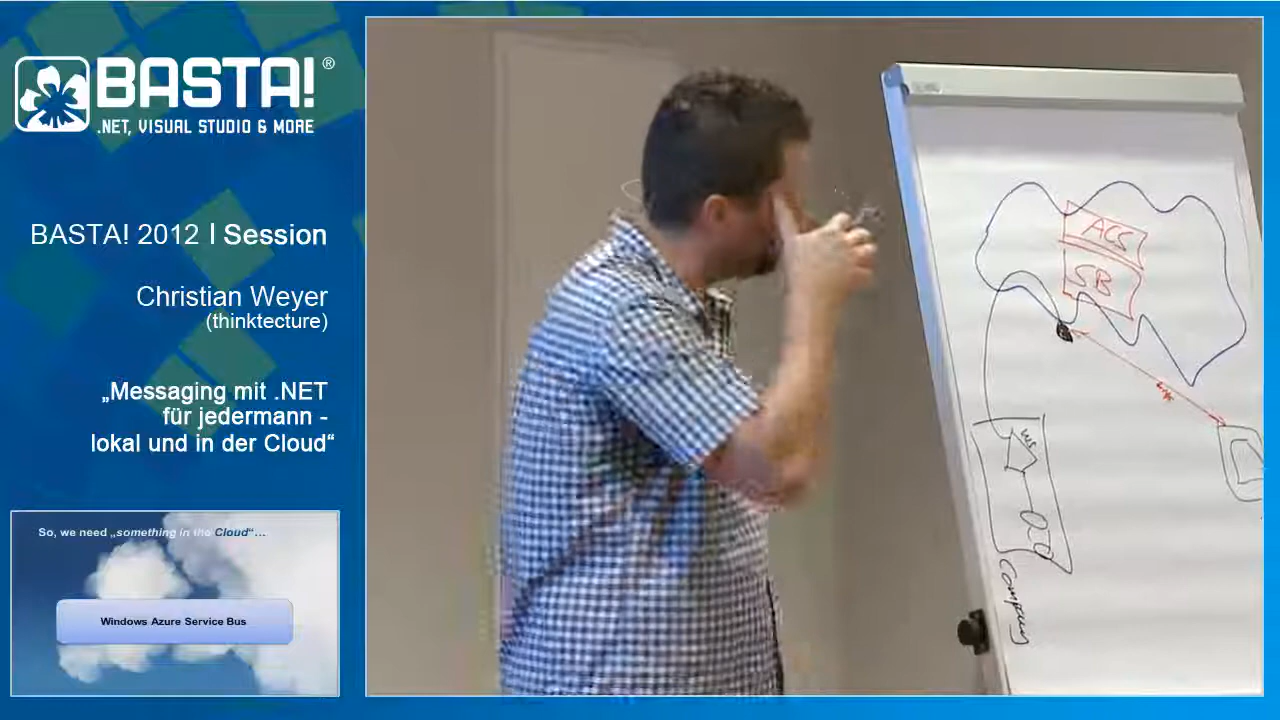 BASTA!®
.NET, VISUAL STUDIO & MORE
BASTA! 2012 | Session
Christian Weyer
(thinktecture)
„Messaging mit .NET
für jedermann -
lokal und in der Cloud“
So, we need „something in the Cloud“…
Windows Azure Service Bus
ACS
SB
WS
Company